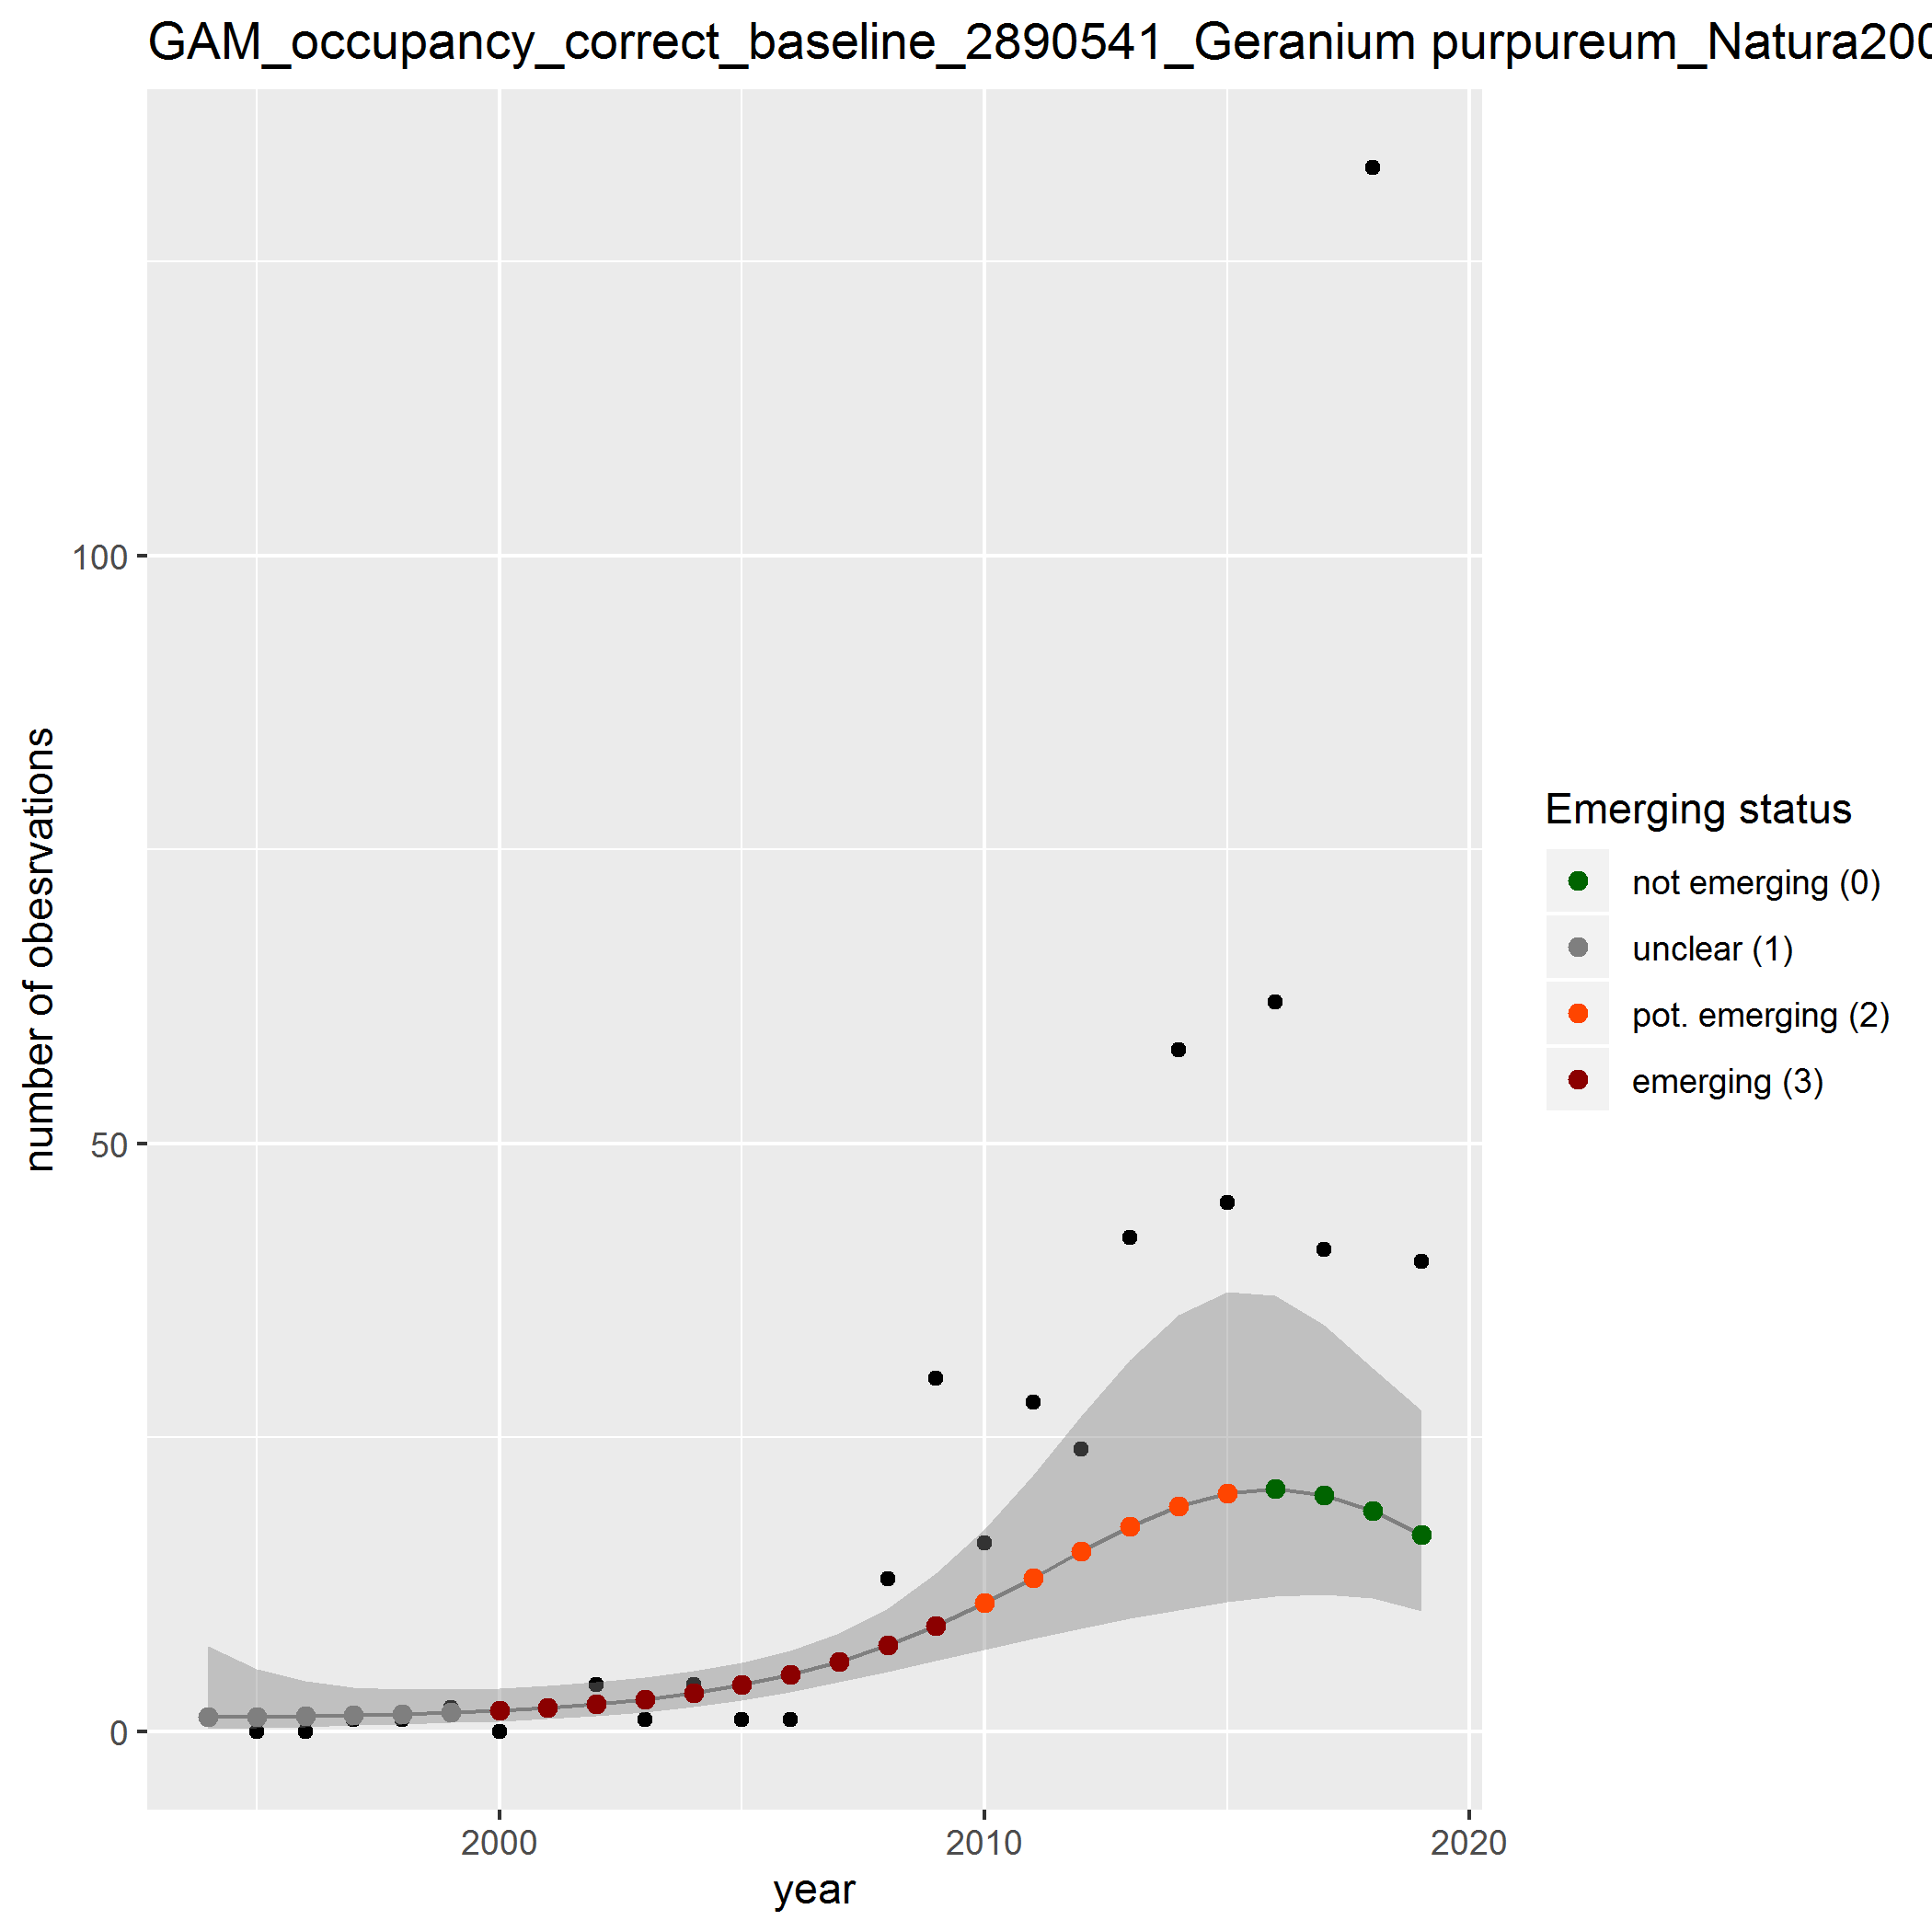 GAM_occupancy_correct_baseline_2890541_Geranium purpureum_Natura200
number of obesrvations
100
50
0
2000 2010 2020
year
Emerging status
not emerging (0)
unclear (1)
pot. emerging (2)
emerging (3)